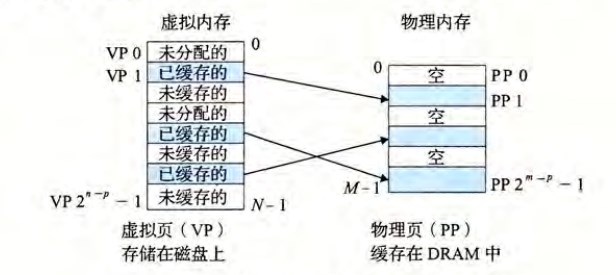 虚拟内存
物理内存
VP 0 未分配的 0
VP 1 已缓存的
未缓存的
未分配的
已缓存的
未缓存的
已缓存的
VP 2ⁿ⁻ᵖ − 1 未缓存的 N-1
0 空 PP 0
PP 1
空
空
M-1 PP 2ᵐ⁻ᵖ − 1
虚拟页（VP）
存储在磁盘上
物理页（PP）
缓存在 DRAM 中